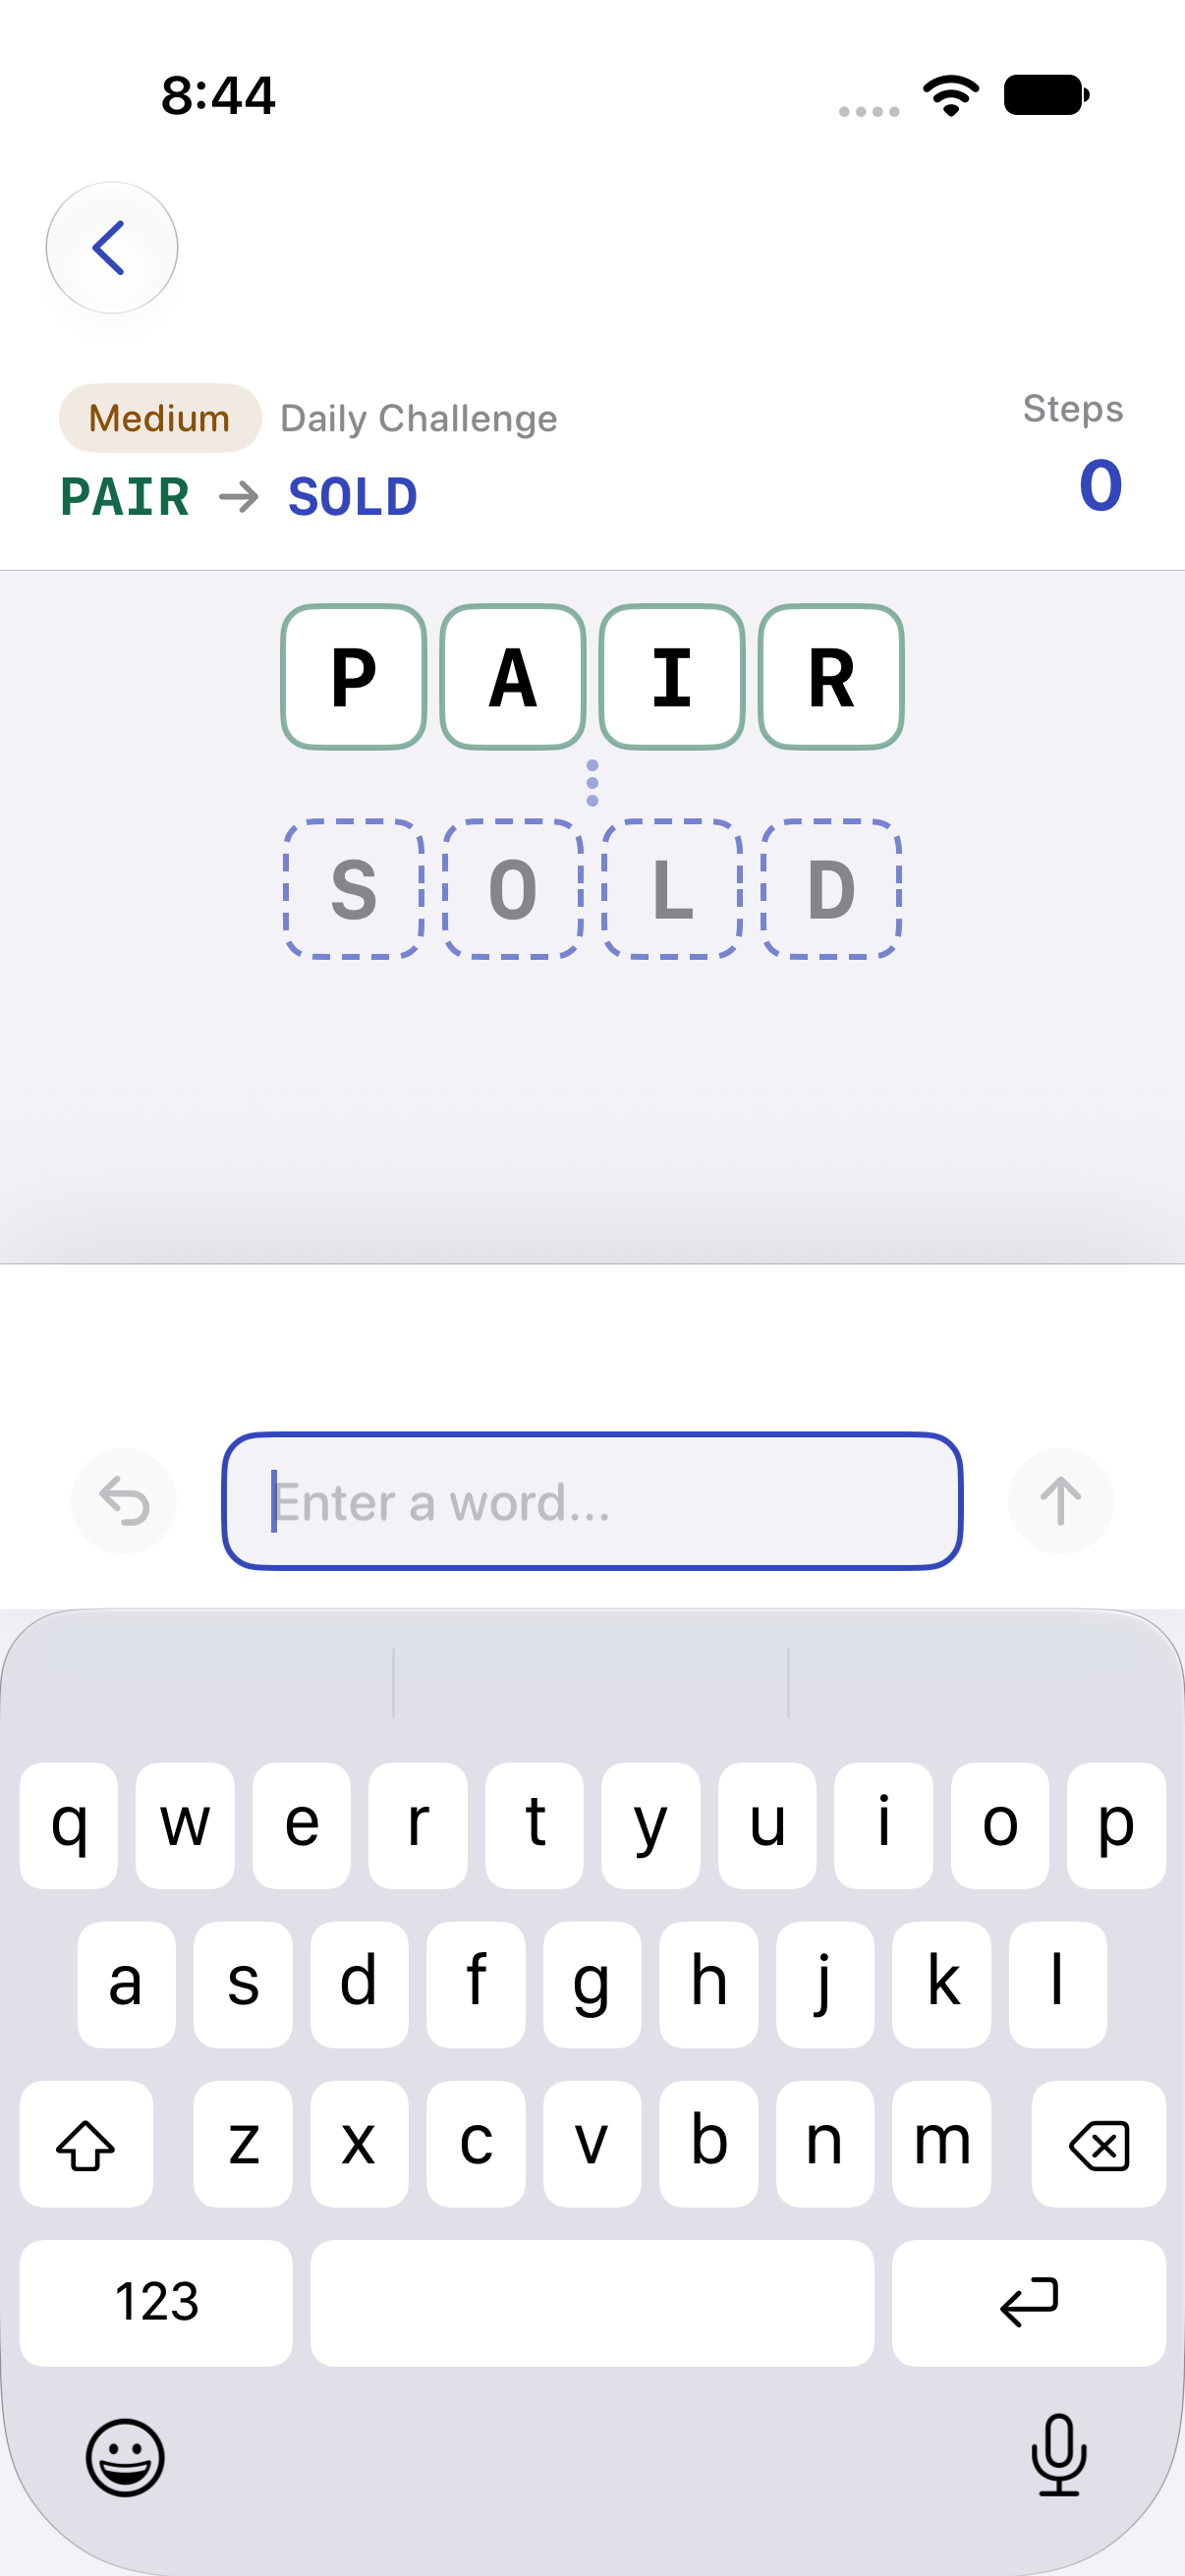 8:44
Medium Daily Challenge
Steps
PAIR → SOLD
0
P A I R
S O L D
Enter a word...
q w e r t y u i o p
a s d f g h j k l
z x c v b n m
123